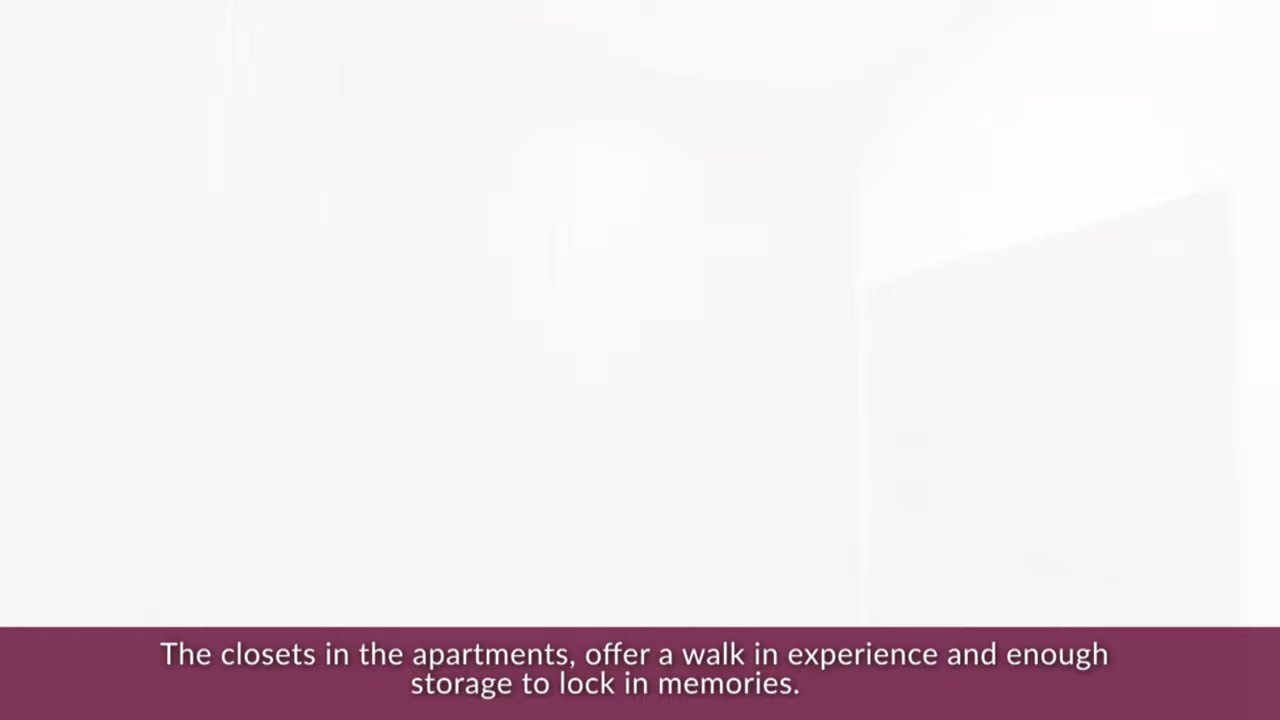 The closets in the apartments, offer a walk in experience and enough
storage to lock in memories.